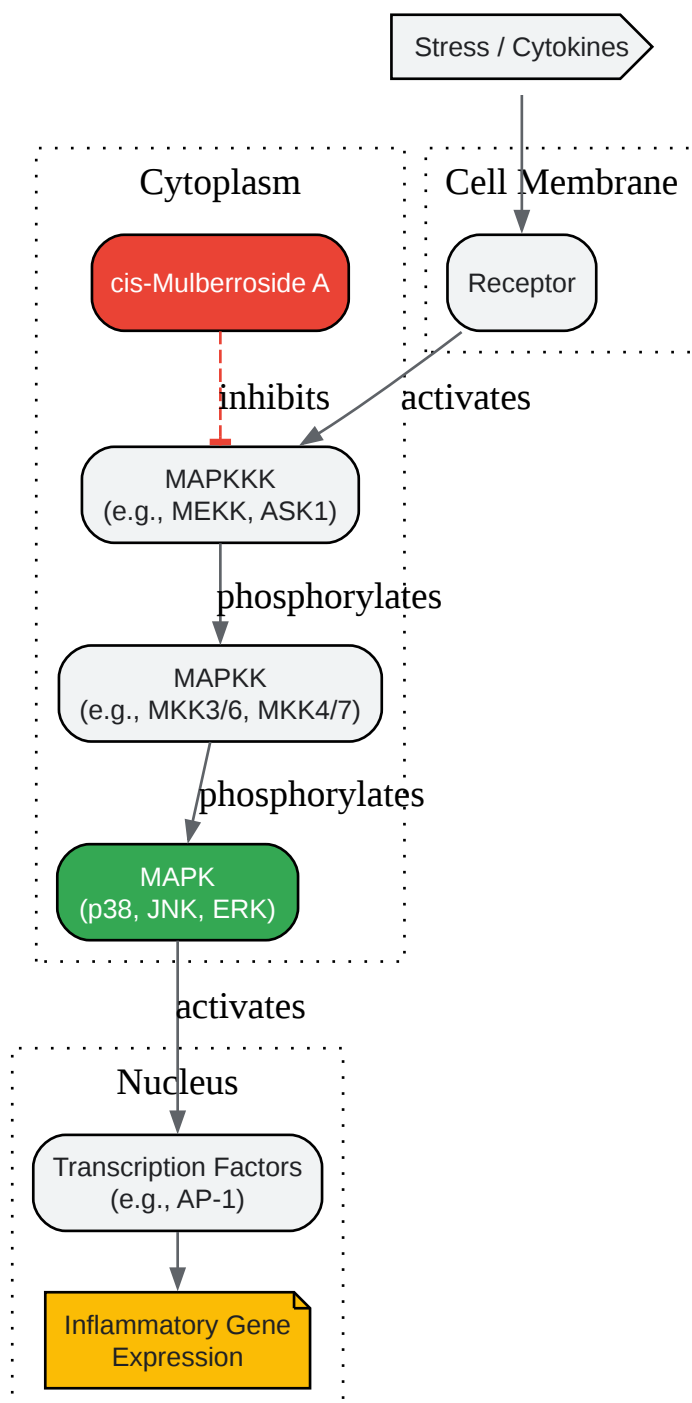 Stress / Cytokines
Cytoplasm
Cell Membrane
cis-Mulberroside A
Receptor
inhibits
activates
MAPKKK
(e.g., MEKK, ASK1)
phosphorylates
MAPKK
(e.g., MKK3/6, MKK4/7)
phosphorylates
MAPK
(p38, JNK, ERK)
activates
Nucleus
Transcription Factors
(e.g., AP-1)
Inflammatory Gene
Expression